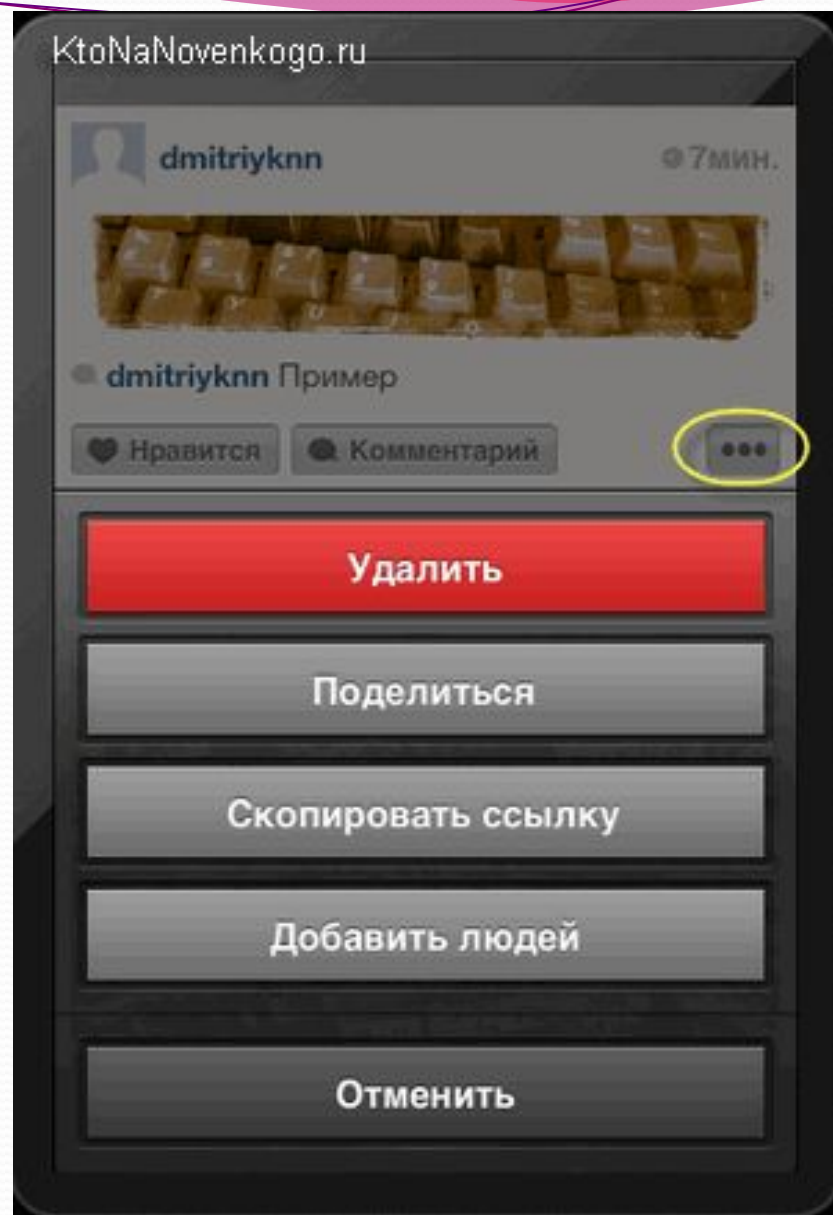 KtoNaNovenkogo.ru
dmitriyknn 7мин.
dmitriyknn Пример
Нравится Комментарий •••
Удалить
Поделиться
Скопировать ссылку
Добавить людей
Отменить